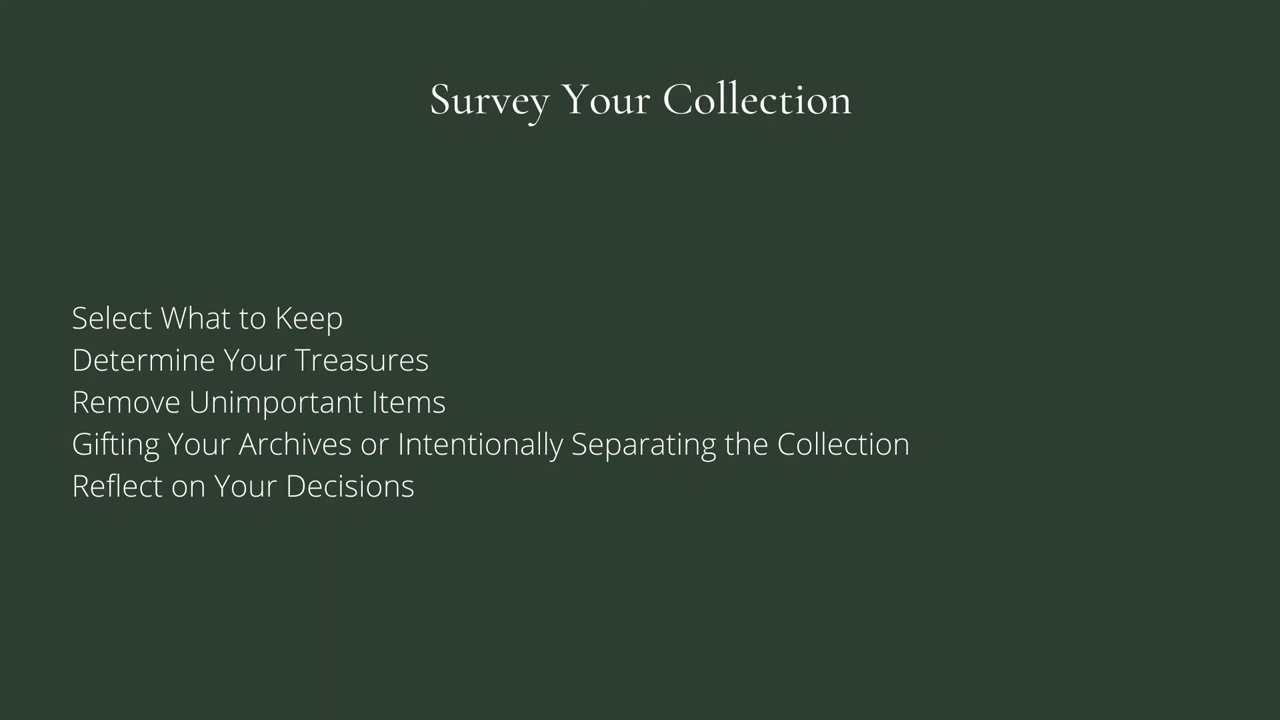 Survey Your Collection
Select What to Keep
Determine Your Treasures
Remove Unimportant Items
Gifting Your Archives or Intentionally Separating the Collection
Reflect on Your Decisions